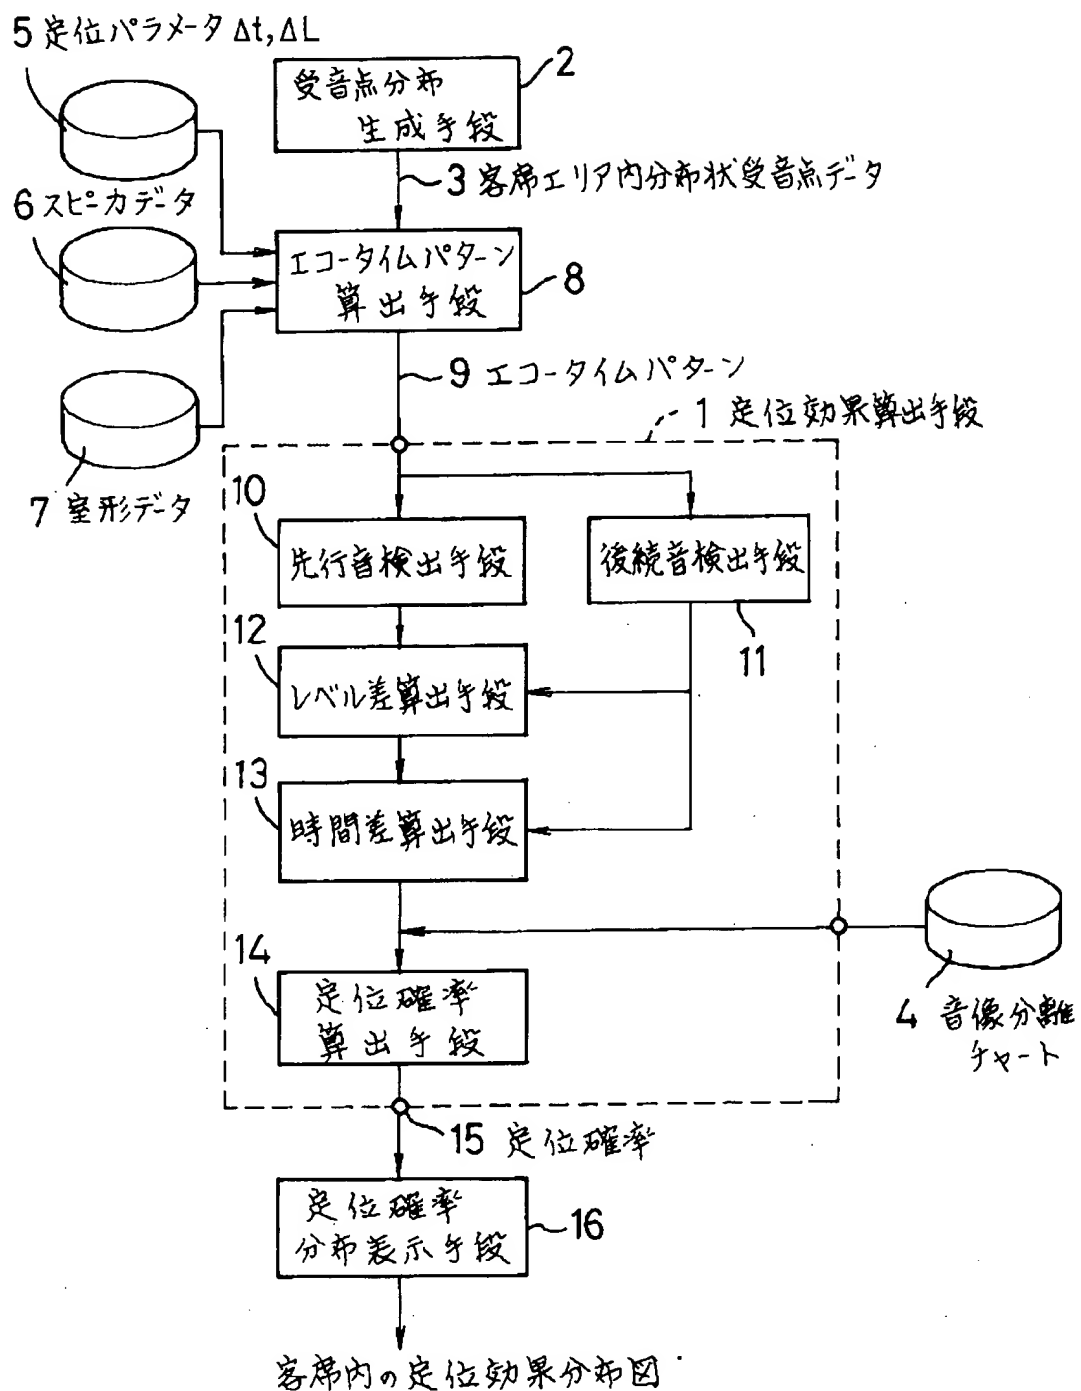 5 定位パラメータ Δt, ΔL
受音点分布
生成手段
2
3 客席エリア内分布状受音点データ
6 スピーカデータ
エコータイムパターン
算出手段
8
9 エコータイムパターン
1 定位効果算出手段
7 室形データ
10
先行音検出手段
後続音検出手段
11
12
レベル差算出手段
13
時間差算出手段
14
定位確率
算出手段
4 音像分離
チャート
15 定位確率
定位確率
分布表示手段
16
客席内の定位効果分布図